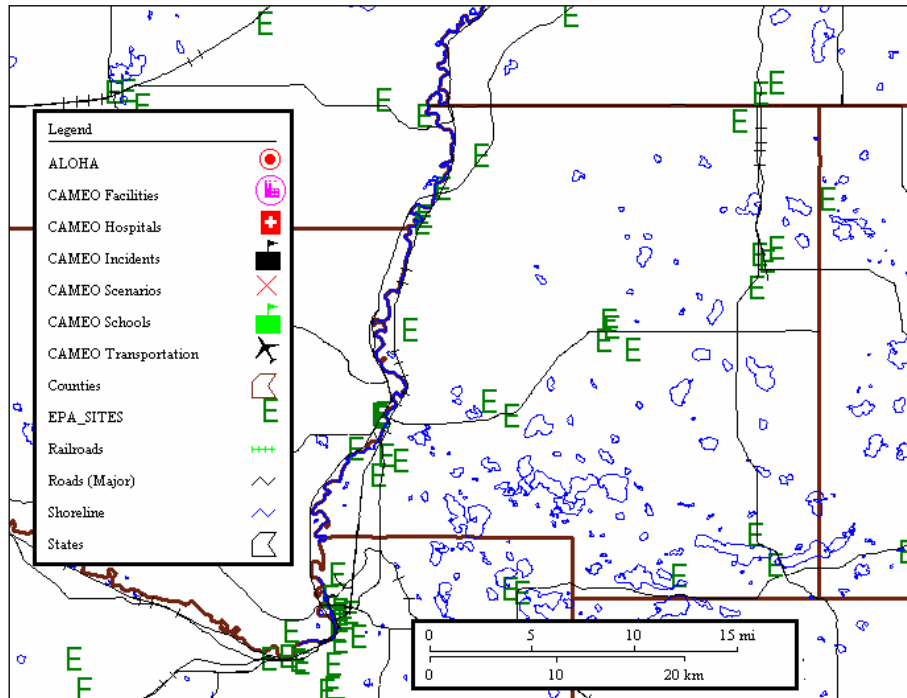 Legend
ALOHA
CAMEO Facilities
CAMEO Hospitals
CAMEO Incidents
CAMEO Scenarios
CAMEO Schools
CAMEO Transportation
Counties
EPA_SITES E
Railroads
Roads (Major)
Shoreline
States
0 5 10 15 mi
0 10 20 km